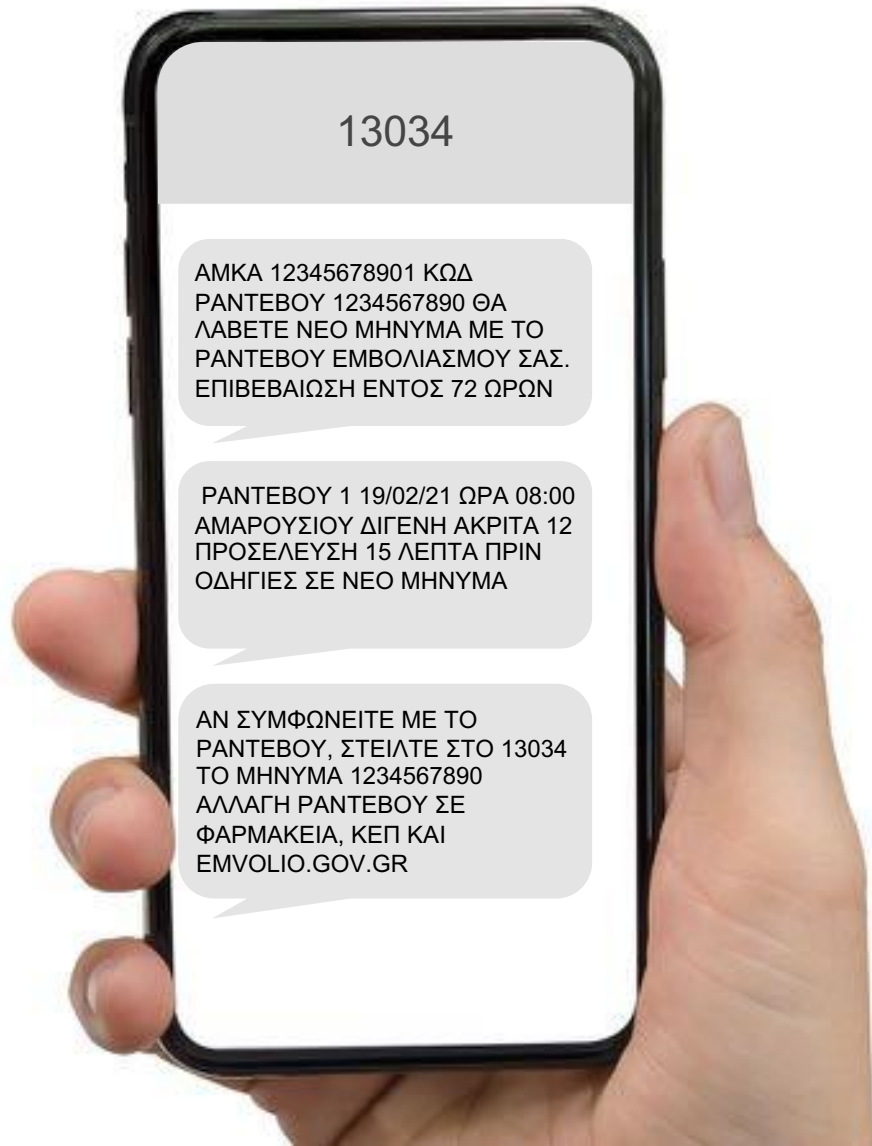 13034
ΑΜΚΑ 12345678901 ΚΩΔ
ΡΑΝΤΕΒΟΥ 1234567890 ΘΑ
ΛΑΒΕΤΕ ΝΕΟ ΜΗΝΥΜΑ ΜΕ ΤΟ
ΡΑΝΤΕΒΟΥ ΕΜΒΟΛΙΑΣΜΟΥ ΣΑΣ.
ΕΠΙΒΕΒΑΙΩΣΗ ΕΝΤΟΣ 72 ΩΡΩΝ
ΡΑΝΤΕΒΟΥ 1 19/02/21 ΩΡΑ 08:00
ΑΜΑΡΟΥΣΙΟΥ ΔΙΓΕΝΗ ΑΚΡΙΤΑ 12
ΠΡΟΣΕΛΕΥΣΗ 15 ΛΕΠΤΑ ΠΡΙΝ
ΟΔΗΓΙΕΣ ΣΕ ΝΕΟ ΜΗΝΥΜΑ
ΑΝ ΣΥΜΦΩΝΕΙΤΕ ΜΕ ΤΟ
ΡΑΝΤΕΒΟΥ, ΣΤΕΙΛΤΕ ΣΤΟ 13034
ΤΟ ΜΗΝΥΜΑ 1234567890
ΑΛΛΑΓΗ ΡΑΝΤΕΒΟΥ ΣΕ
ΦΑΡΜΑΚΕΙΑ, ΚΕΠ ΚΑΙ
EMVOLIO.GOV.GR